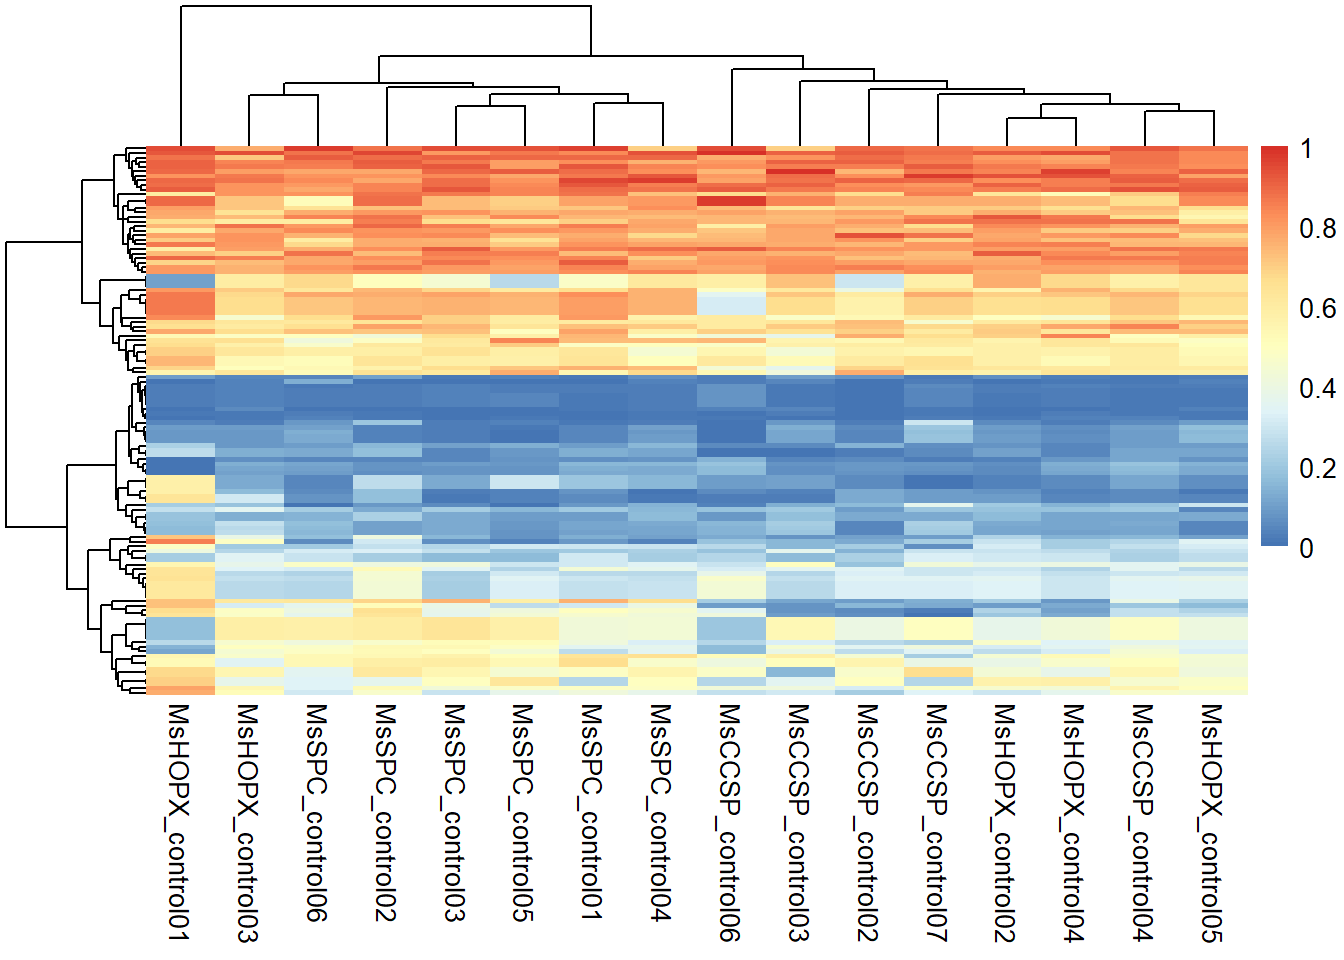 1
0.8
0.6
0.4
0.2
0
MsHOPX_control01
MsHOPX_control03
MsSPC_control06
MsSPC_control02
MsSPC_control03
MsSPC_control05
MsSPC_control01
MsSPC_control04
MsCCSP_control06
MsCCSP_control03
MsCCSP_control02
MsCCSP_control07
MsHOPX_control02
MsHOPX_control04
MsCCSP_control04
MsHOPX_control05